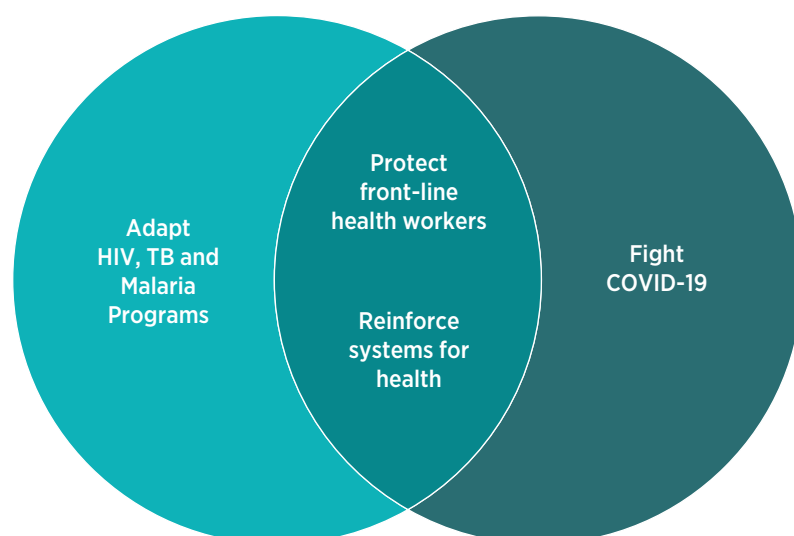 Adapt
HIV, TB and
Malaria
Programs
Protect
front-line
health workers
Reinforce
systems for
health
Fight
COVID-19